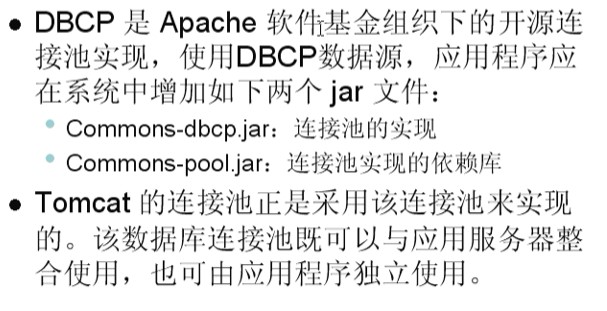 DBCP 是 Apache 软件基金组织下的开源连
接池实现，使用DBCP数据源，应用程序应
在系统中增加如下两个 jar 文件：
Commons-dbcp.jar：连接池的实现
Commons-pool.jar：连接池实现的依赖库
Tomcat 的连接池正是采用该连接池来实现
的。该数据库连接池既可以与应用服务器整
合使用，也可由应用程序独立使用。